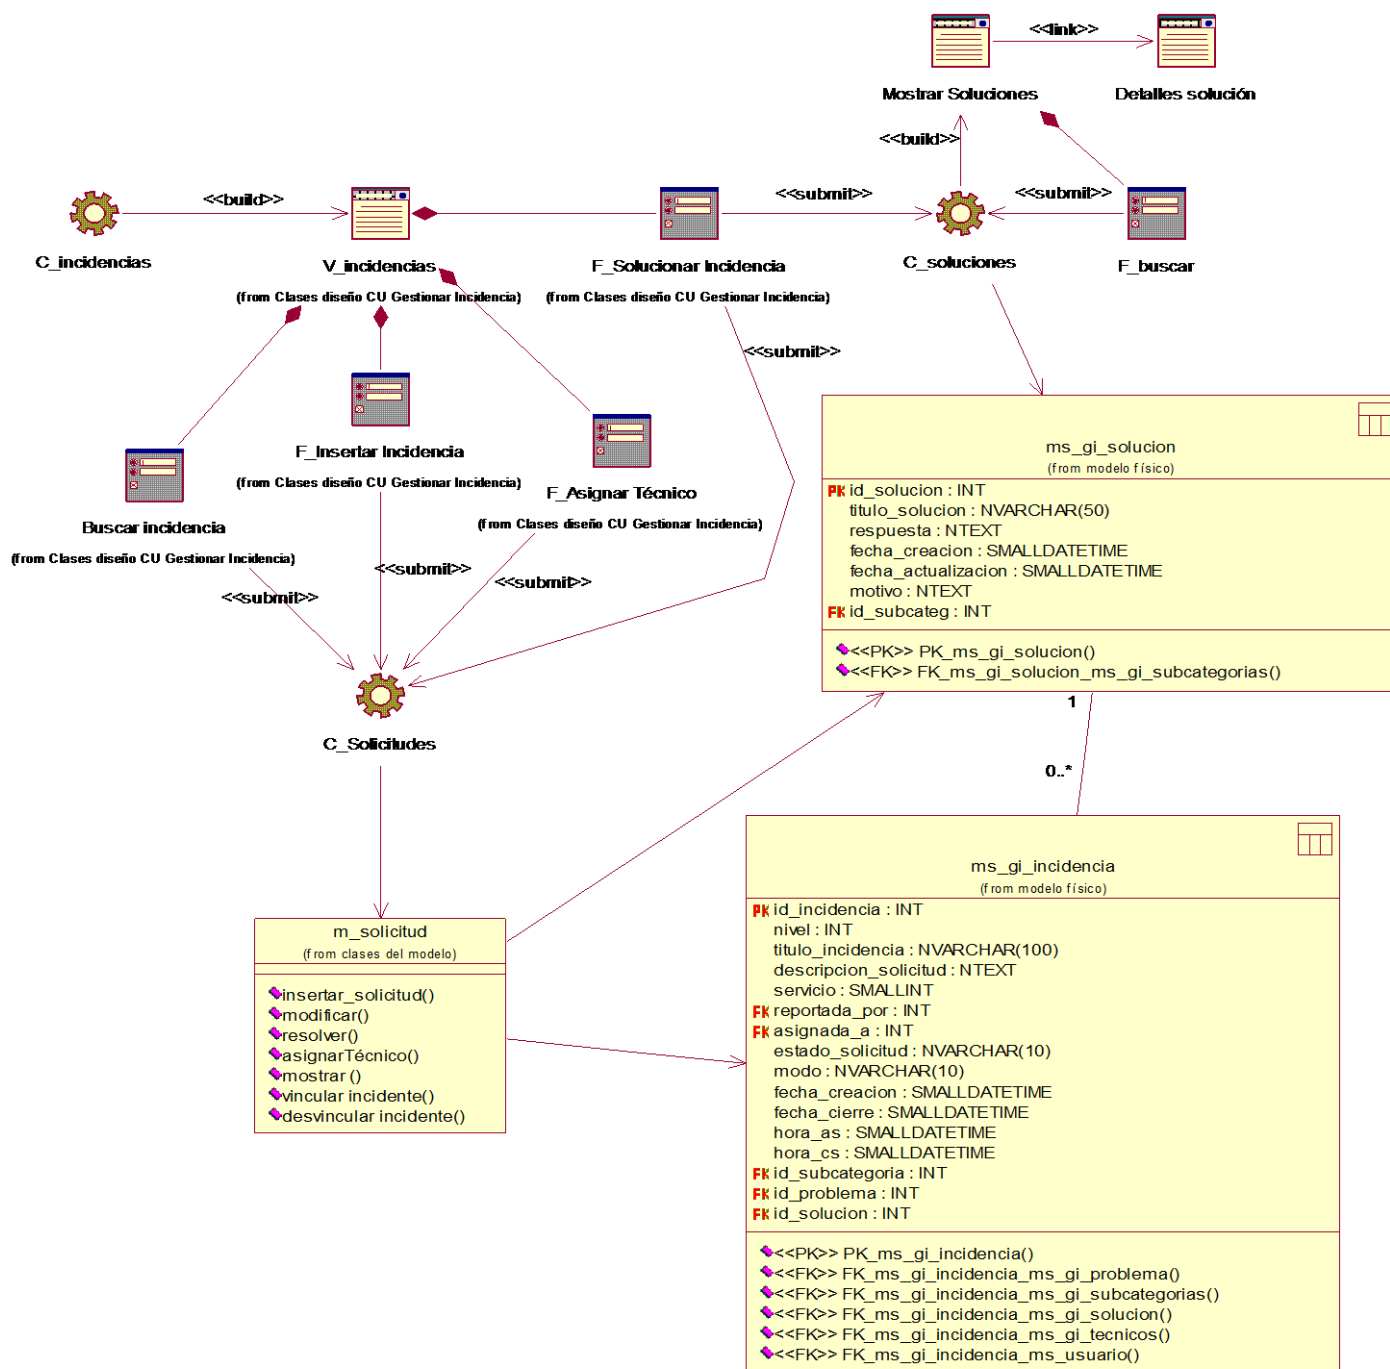 <<link>>
Mostrar Soluciones
Detalles solución
<<build>>
<<build>>
<<submit>>
<<submit>>
C_incidencias
V_incidencias
(from Clases diseño CU Gestionar Incidencia)
F_Solucionar Incidencia
(from Clases diseño CU Gestionar Incidencia)
C_soluciones
F_buscar
<<submit>>
F_Insertar Incidencia
(from Clases diseño CU Gestionar Incidencia)
F_Asignar Técnico
(from Clases diseño CU Gestionar Incidencia)
Buscar incidencia
(from Clases diseño CU Gestionar Incidencia)
<<submit>>
<<submit>>
<<submit>>
C_Solicitudes
ms_gi_solucion
(from modelo físico)
PK id_solucion : INT
titulo_solucion : NVARCHAR(50)
respuesta : NTEXT
fecha_creacion : SMALLDATETIME
fecha_actualizacion : SMALLDATETIME
motivo : NTEXT
FK id_subcateg : INT
<<PK>> PK_ms_gi_solucion()
<<FK>> FK_ms_gi_solucion_ms_gi_subcategorias()
1
0..*
m_solicitud
(from clases del modelo)
insertar_solicitud()
modificar()
resolver()
asignarTécnico()
mostrar ()
vincular incidente()
desvincular incidente()
ms_gi_incidencia
(from modelo físico)
PK id_incidencia : INT
nivel : INT
titulo_incidencia : NVARCHAR(100)
descripcion_solicitud : NTEXT
servicio : SMALLINT
FK reportada_por : INT
FK asignada_a : INT
estado_solicitud : NVARCHAR(10)
modo : NVARCHAR(10)
fecha_creacion : SMALLDATETIME
fecha_cierre : SMALLDATETIME
hora_as : SMALLDATETIME
hora_cs : SMALLDATETIME
FK id_subcategoria : INT
FK id_problema : INT
FK id_solucion : INT
<<PK>> PK_ms_gi_incidencia()
<<FK>> FK_ms_gi_incidencia_ms_gi_problema()
<<FK>> FK_ms_gi_incidencia_ms_gi_subcategorias()
<<FK>> FK_ms_gi_incidencia_ms_gi_solucion()
<<FK>> FK_ms_gi_incidencia_ms_gi_tecnicos()
<<FK>> FK_ms_gi_incidencia_ms_usuario()